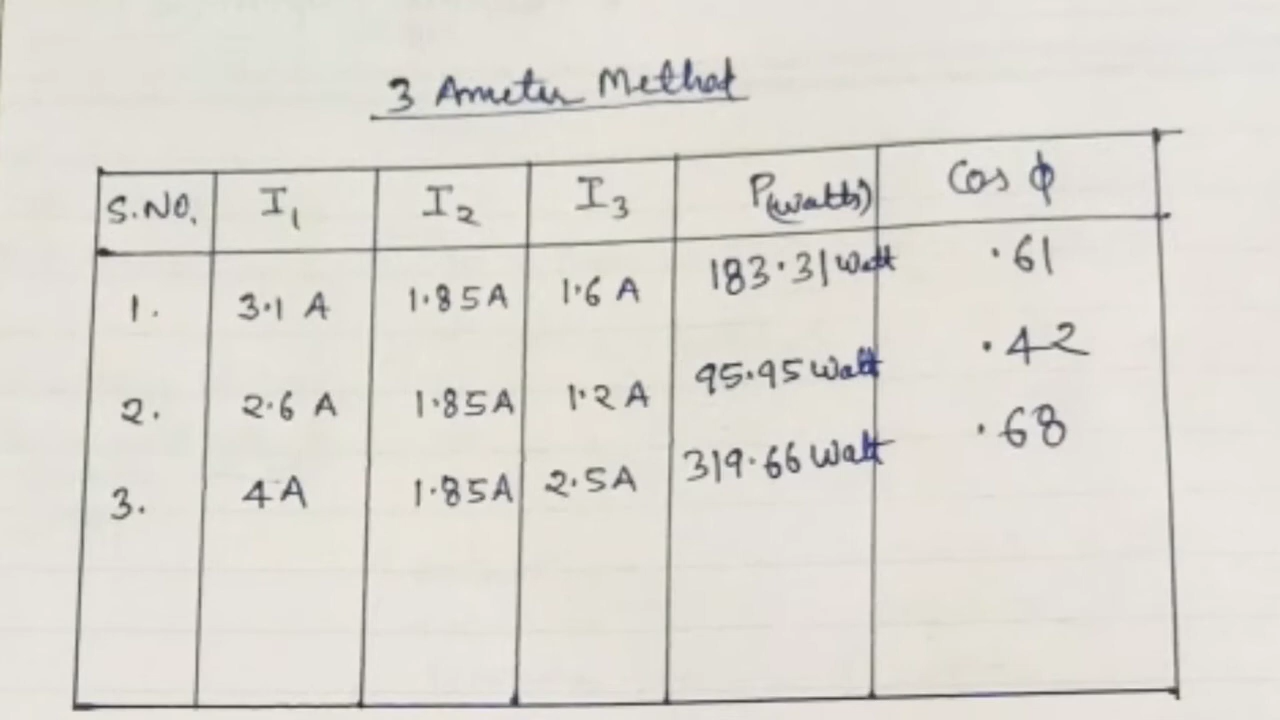 3 Ameter Method
S.NO. I₁ I₂ I₃ P(watts) Cos ϕ
1. 3.1 A 1.85A 1.6 A 183.31 Watt .61
2. 2.6 A 1.85A 1.2 A 95.95 Watt .42
3. 4 A 1.85A 2.5A 319.66 Watt .68